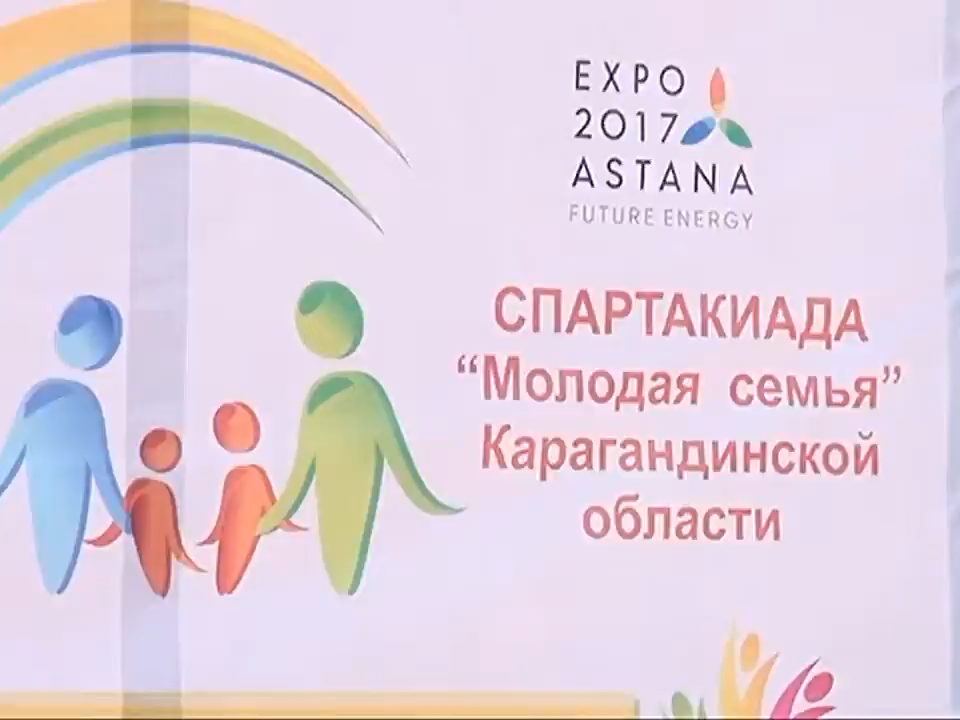 EXPO
2017
ASTANA
FUTURE ENERGY
СПАРТАКИАДА
“Молодая семья”
Карагандинской
области